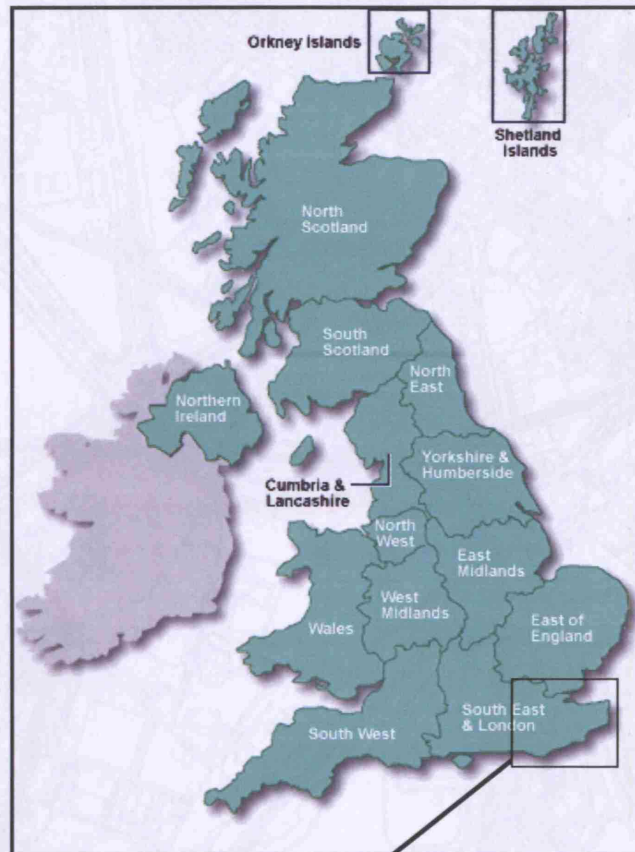 Orkney Islands
Shetland
Islands
North
Scotland
South
Scotland
North
East
Northern
Ireland
Cumbria &
Lancashire
Yorkshire &
Humberside
North
West
East
Midlands
West
Midlands
Wales
East of
England
South East
& London
South West